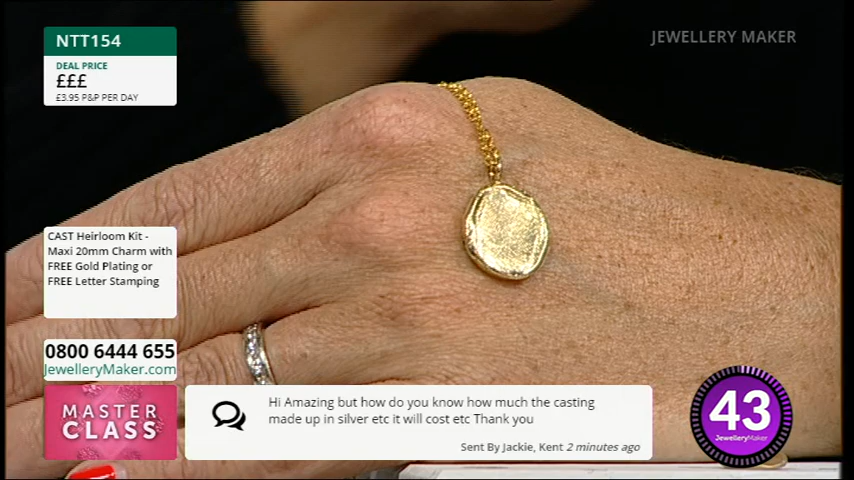 NTT154
DEAL PRICE
£££
£3.95 P&P PER DAY
JEWELLERY MAKER
CAST Heirloom Kit -
Maxi 20mm Charm with
FREE Gold Plating or
FREE Letter Stamping
0800 6444 655
JewelleryMaker.com
MASTER
CLASS
Hi Amazing but how do you know how much the casting
made up in silver etc it will cost etc Thank you
Sent By Jackie, Kent 2 minutes ago
43
JewelleryMaker